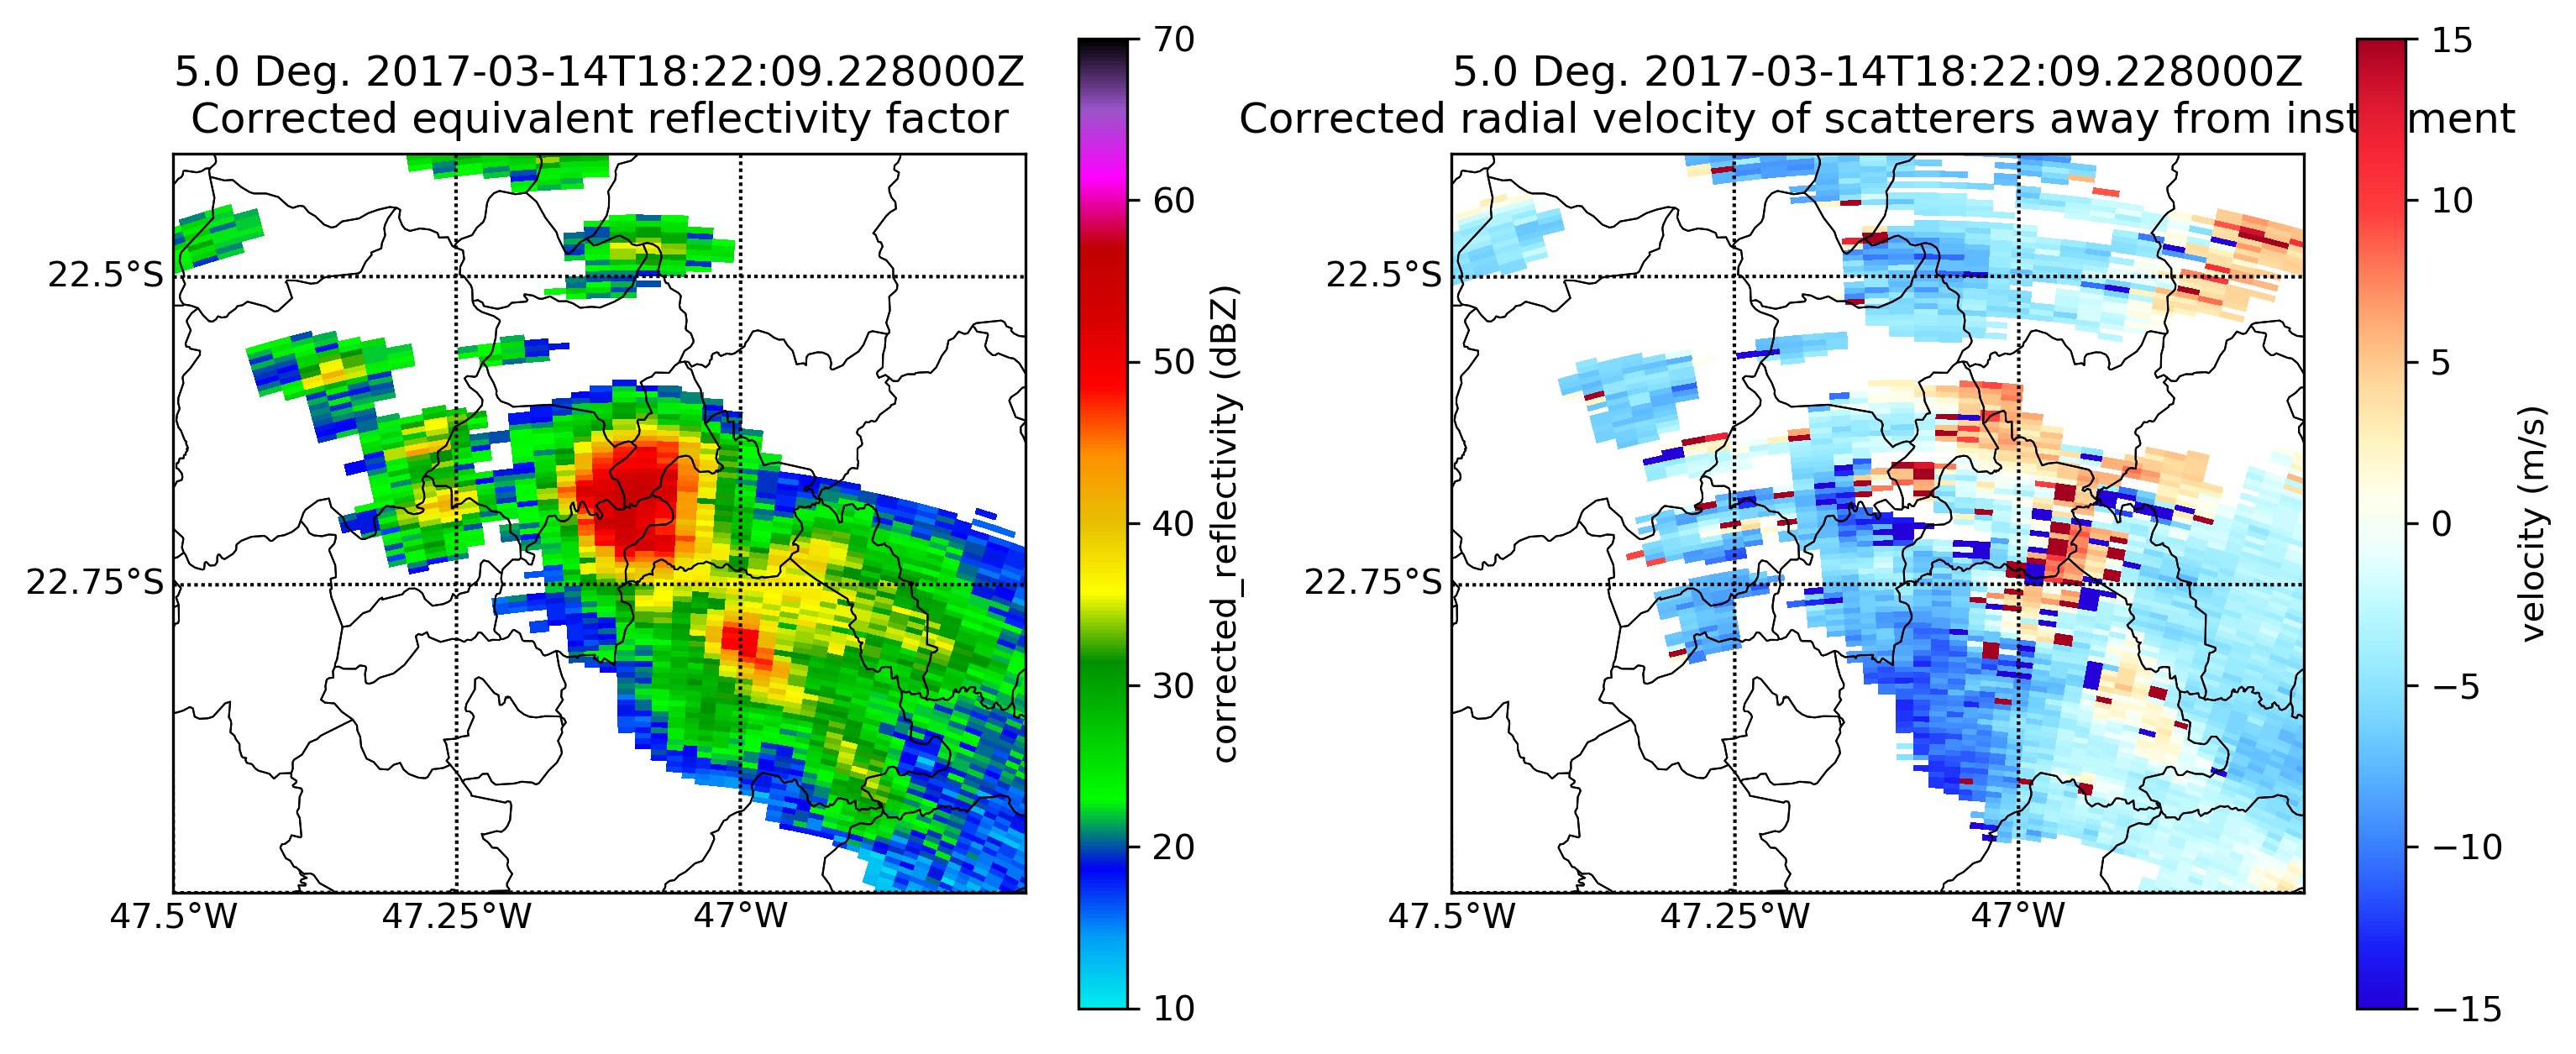 5.0 Deg. 2017-03-14T18:22:09.228000Z
Corrected equivalent reflectivity factor
22.5°S
22.75°S
47.5°W
47.25°W
47°W
70
60
50
40
30
20
10
corrected_reflectivity (dBZ)
5.0 Deg. 2017-03-14T18:22:09.228000Z
Corrected radial velocity of scatterers away from inst ment
22.5°S
22.75°S
47.5°W
47.25°W
47°W
15
10
5
0
−5
−10
−15
velocity (m/s)